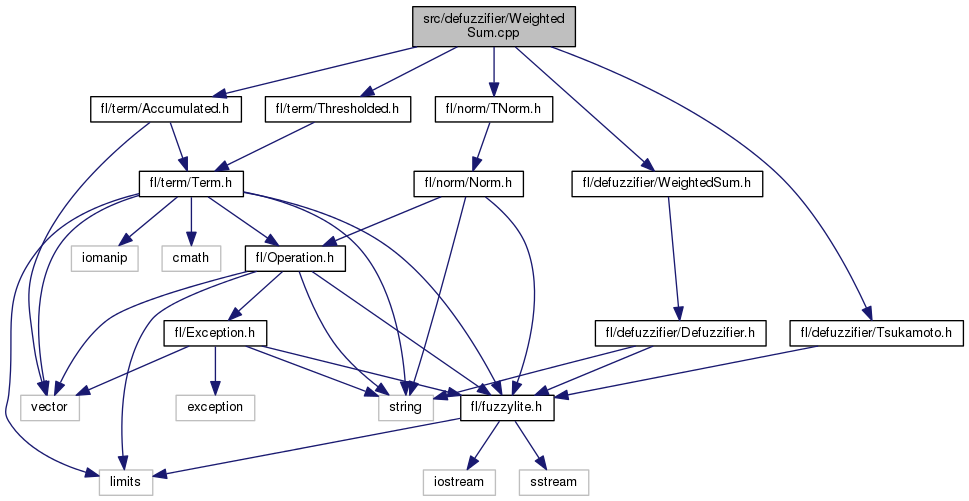 src/defuzzifier/Weighted
Sum.cpp
fl/term/Accumulated.h
fl/term/Thresholded.h
fl/norm/TNorm.h
fl/term/Term.h
fl/norm/Norm.h
fl/defuzzifier/WeightedSum.h
iomanip
cmath
fl/Operation.h
fl/Exception.h
fl/defuzzifier/Defuzzifier.h
fl/defuzzifier/Tsukamoto.h
vector
exception
string
fl/fuzzylite.h
limits
iostream
sstream